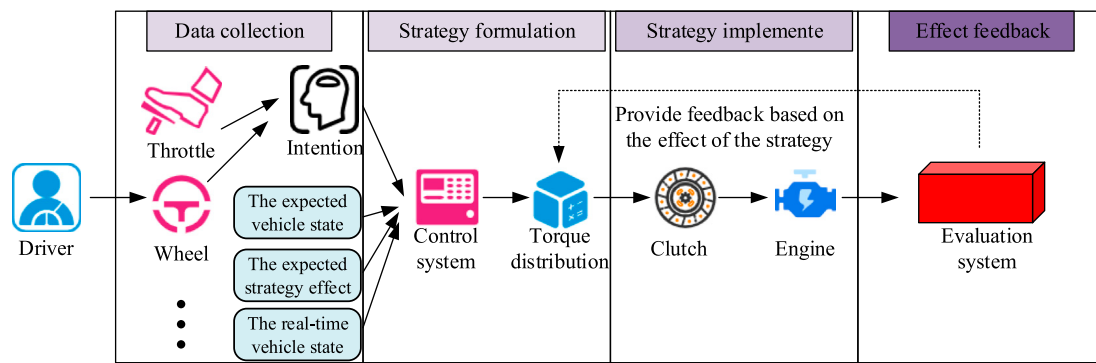 Data collection
Strategy formulation
Strategy implemente
Effect feedback
Throttle
Intention
Provide feedback based on
the effect of the strategy
Driver
Wheel
The expected
vehicle state
The expected
strategy effect
The real-time
vehicle state
Control
system
Torque
distribution
Clutch
Engine
Evaluation
system